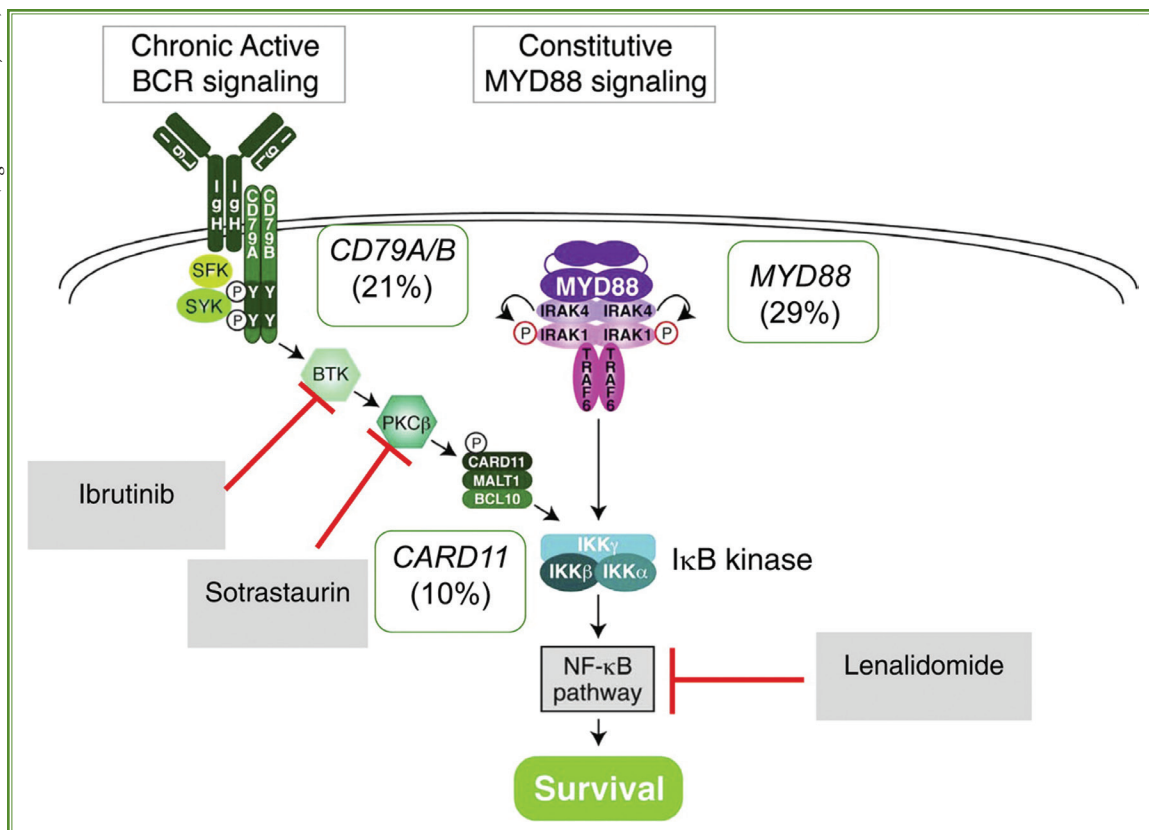 Chronic Active
BCR signaling
Constitutive
MYD88 signaling
IgL
IgL
IgH
IgH
CD79A
CD79B
SFK
SYK
P
P
Y
Y
Y
Y
CD79A/B
(21%)
MYD88
IRAK4
IRAK4
P
IRAK1
IRAK1
P
TRAF6
TRAF6
MYD88
(29%)
BTK
PKCβ
P
CARD11
MALT1
BCL10
Ibrutinib
Sotrastaurin
CARD11
(10%)
IKKγ
IKKβ
IKKα
IκB kinase
NF-κB
pathway
Lenalidomide
Survival